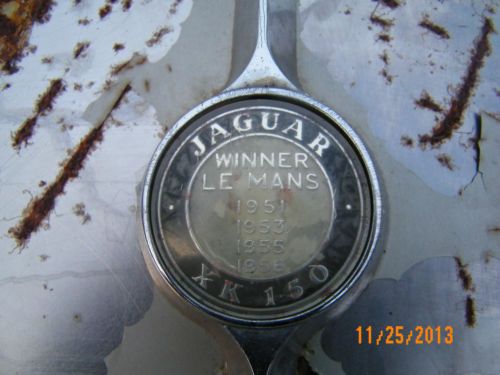 JAGUAR
WINNER
LE MANS
1951
1953
1955
1956
XK 150
11/25/2013